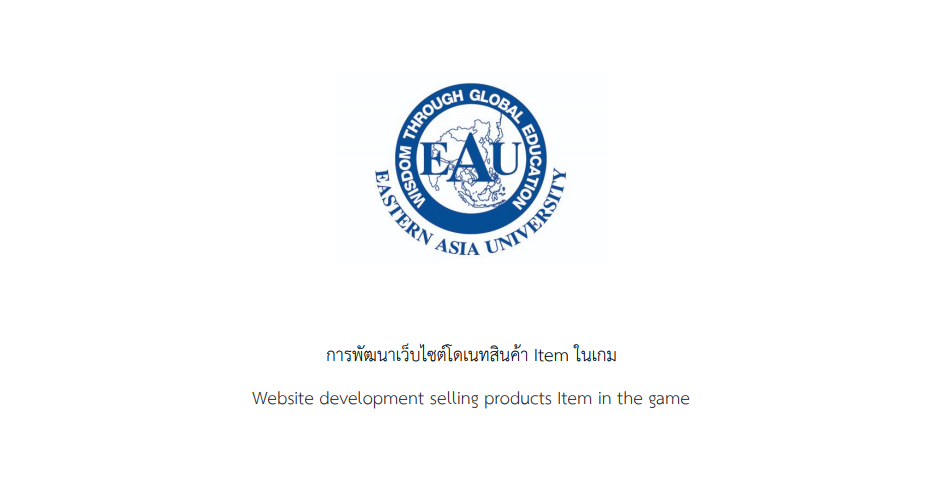 WISDOM THROUGH GLOBAL EDUCATION
EAU
EASTERN ASIA UNIVERSITY
การพัฒนาเว็บไซต์โดเนทสินค้า Item ในเกม
Website development selling products Item in the game